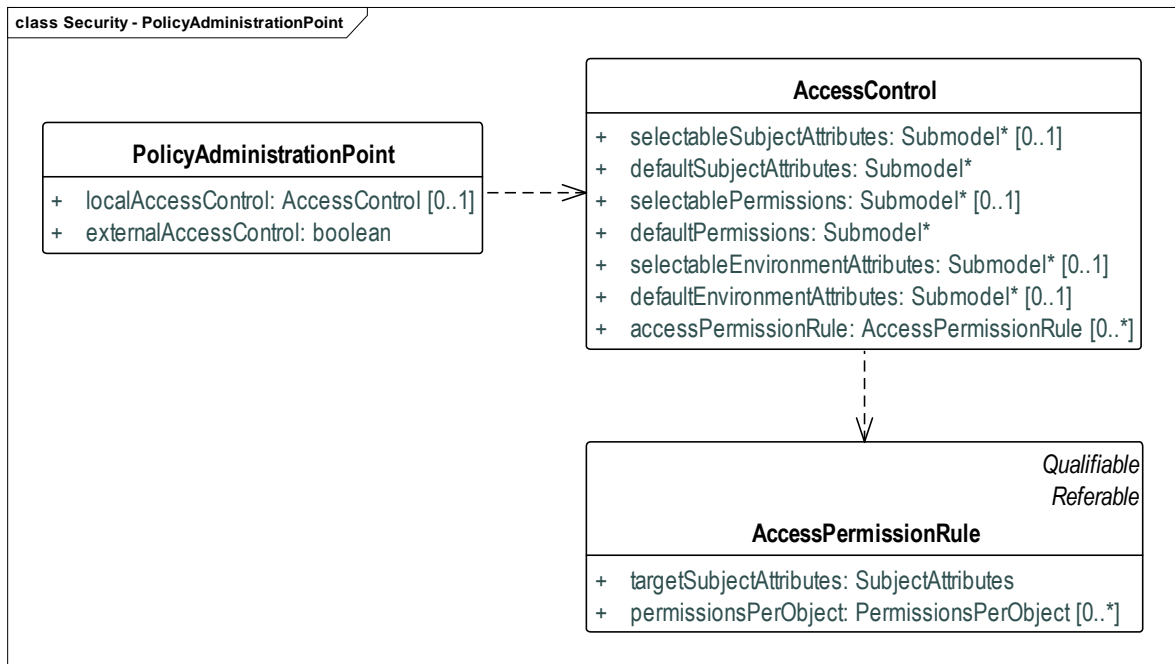 class Security - PolicyAdministrationPoint
PolicyAdministrationPoint
+ localAccessControl: AccessControl [0..1]
+ externalAccessControl: boolean
AccessControl
+ selectableSubjectAttributes: Submodel* [0..1]
+ defaultSubjectAttributes: Submodel*
+ selectablePermissions: Submodel* [0..1]
+ defaultPermissions: Submodel*
+ selectableEnvironmentAttributes: Submodel* [0..1]
+ defaultEnvironmentAttributes: Submodel* [0..1]
+ accessPermissionRule: AccessPermissionRule [0..*]
Qualifiable
Referable
AccessPermissionRule
+ targetSubjectAttributes: SubjectAttributes
+ permissionsPerObject: PermissionsPerObject [0..*]